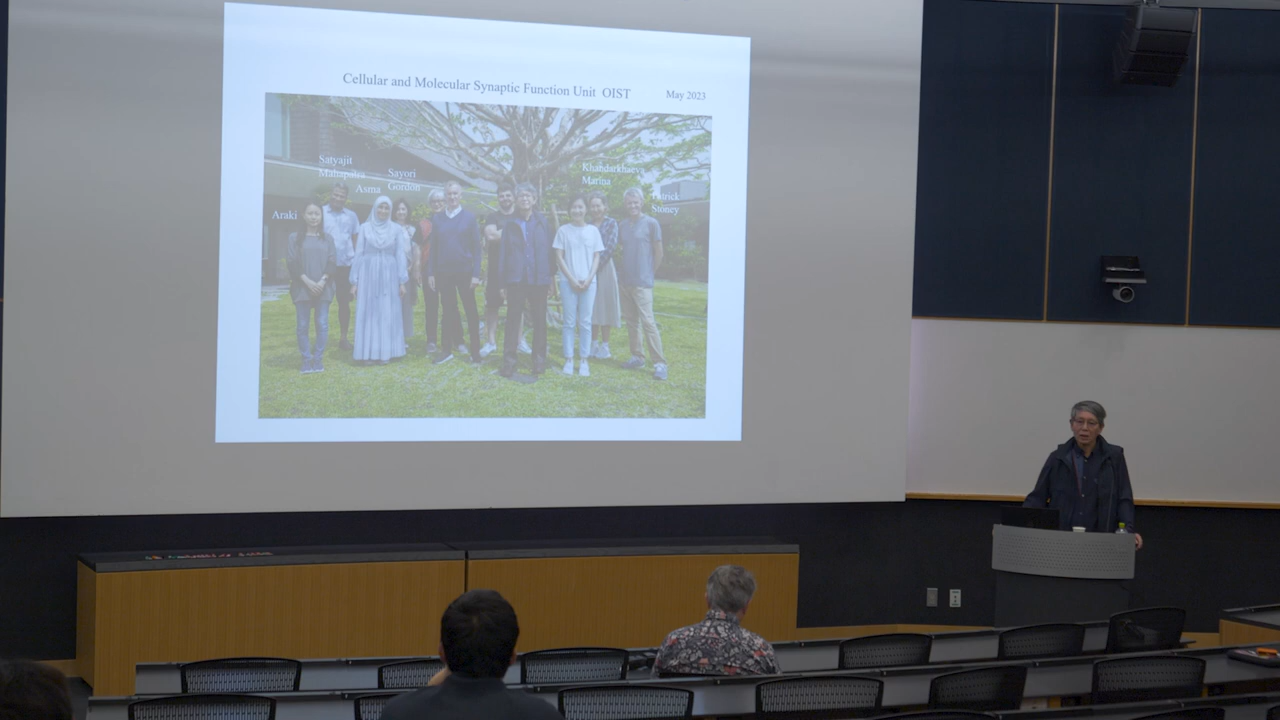 Cellular and Molecular Synaptic Function Unit OIST
May 2023
Satyajit
Mahapatra
Sayori
Gordon
Asma
Araki
Khandarkhaeva
Marina
Patrick
Stoney